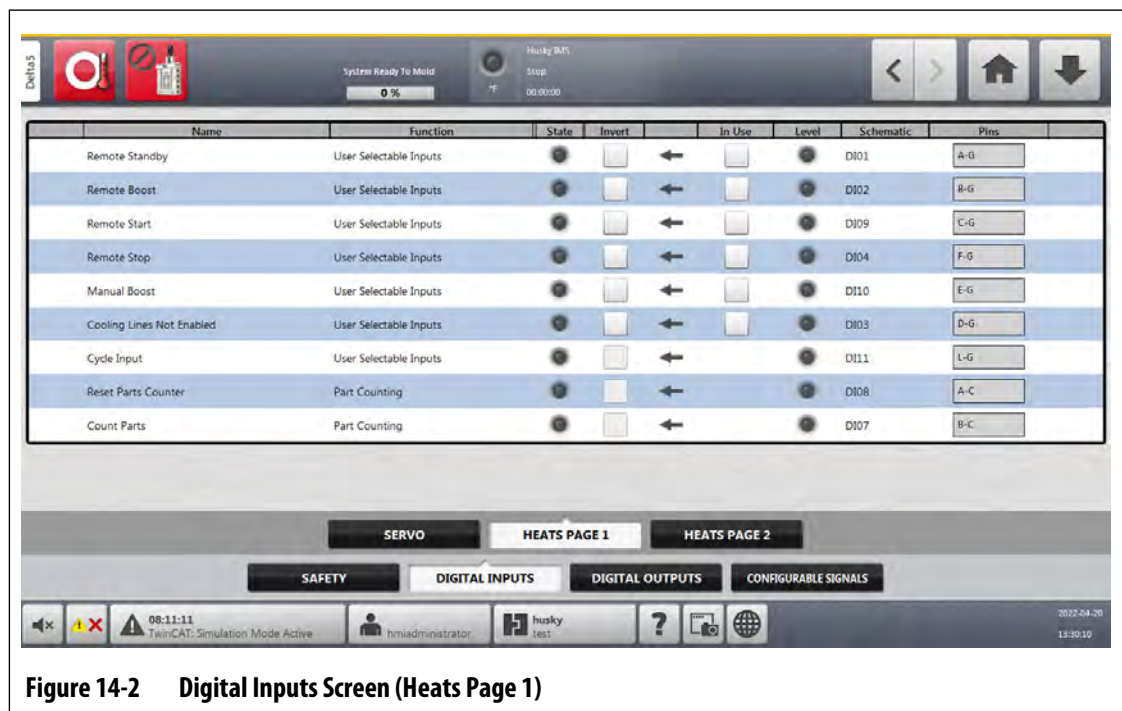 Delta5
System Ready To Mold
0 %
°F
Husky IMS
Stop
00:00:00
Name Function State Invert In Use Level Schematic Pins
Remote Standby User Selectable Inputs DI01 A-G
Remote Boost User Selectable Inputs DI02 B-G
Remote Start User Selectable Inputs DI09 C-G
Remote Stop User Selectable Inputs DI04 F-G
Manual Boost User Selectable Inputs DI10 E-G
Cooling Lines Not Enabled User Selectable Inputs DI03 D-G
Cycle Input User Selectable Inputs DI11 L-G
Reset Parts Counter Part Counting DI08 A-C
Count Parts Part Counting DI07 B-C
SERVO HEATS PAGE 1 HEATS PAGE 2
SAFETY DIGITAL INPUTS DIGITAL OUTPUTS CONFIGURABLE SIGNALS
08:11:11
TwinCAT: Simulation Mode Active
hmiadministrator
husky
test
?
2022-04-20
13:30:10
Figure 14-2 Digital Inputs Screen (Heats Page 1)